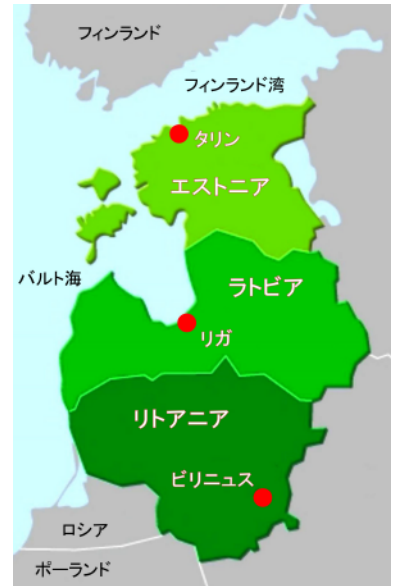 フィンランド
フィンランド湾
タリン
エストニア
バルト海
ラトビア
リガ
リトアニア
ビリニュス
ロシア
ポーランド